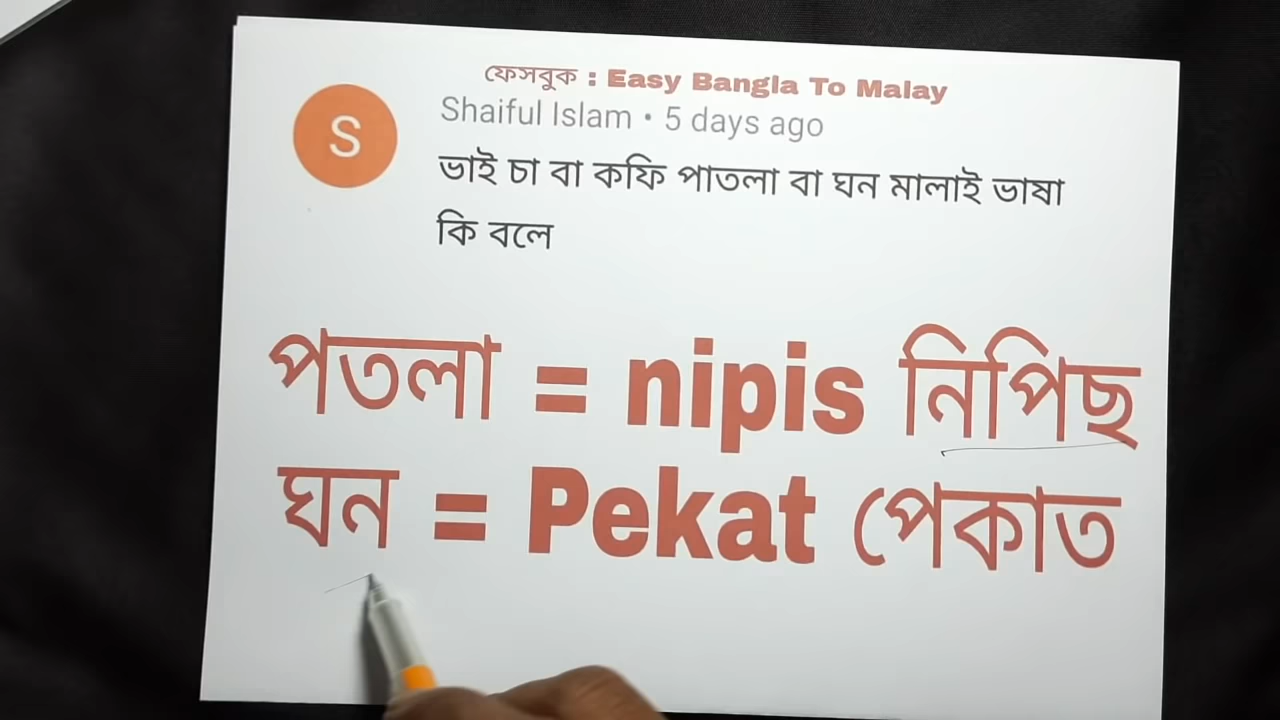 ফেসবুক : Easy Bangla To Malay
S
Shaiful Islam • 5 days ago
ভাই চা বা কফি পাতলা বা ঘন মালাই ভাষা
কি বলে
পতলা = nipis নিপিছ
ঘন = Pekat পেকাত